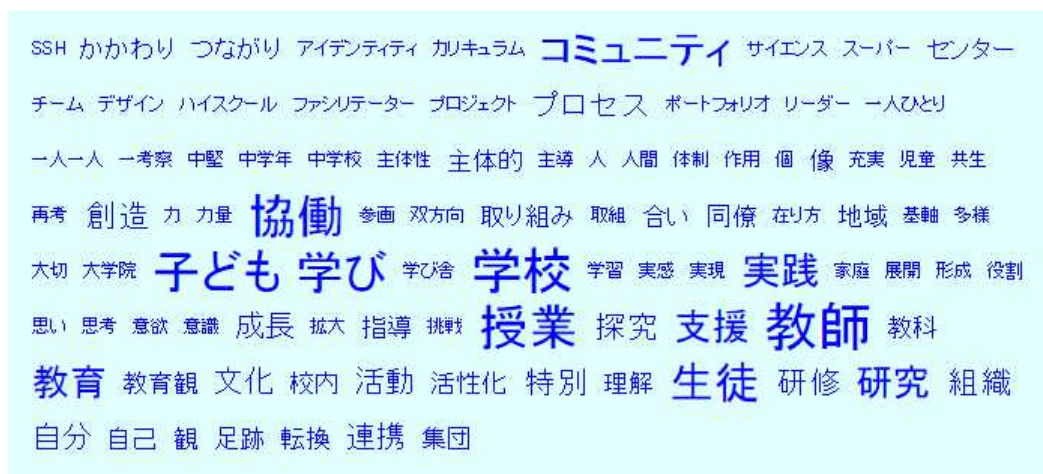 SSH かかわり つながり アイデンティティ カリキュラム コミュニティ サイエンス スーパー センター
チーム デザイン ハイスクール ファシリテーター プロジェクト プロセス ポートフォリオ リーダー 一人ひとり
一人一人 一考察 中堅 中学年 中学校 主体性 主体的 主導 人 人間 体制 作用 個 像 充実 児童 共生
再考 創造 力 力量 協働 参画 双方向 取り組み 取組 合い 同僚 在り方 地域 基軸 多様
大切 大学院 子ども 学び 学び舎 学校 学習 実感 実現 実践 家庭 展開 形成 役割
思い 思考 意欲 意識 成長 拡大 指導 挑戦 授業 探究 支援 教師 教科
教育 教育観 文化 校内 活動 活性化 特別 理解 生徒 研修 研究 組織
自分 自己 観 足跡 転換 連携 集団